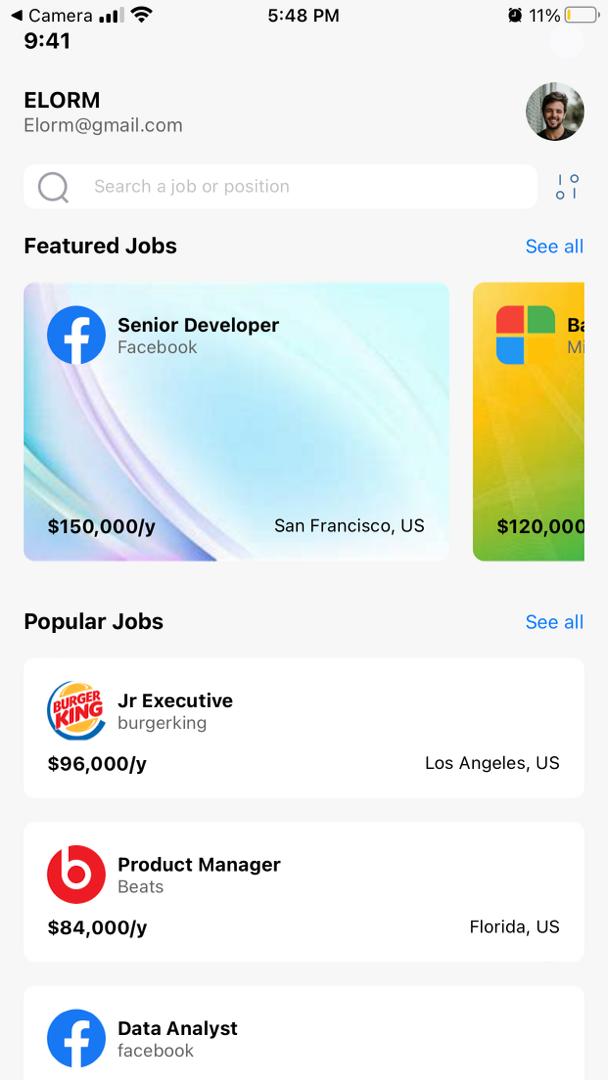 Camera 5:48 PM 11%
9:41
ELORM
Elorm@gmail.com
Search a job or position
Featured Jobs See all
Senior Developer
Facebook
$150,000/y San Francisco, US
Ba
Mi
$120,000
Popular Jobs See all
BURGER
KING
Jr Executive
burgerking
$96,000/y Los Angeles, US
Product Manager
Beats
$84,000/y Florida, US
Data Analyst
facebook